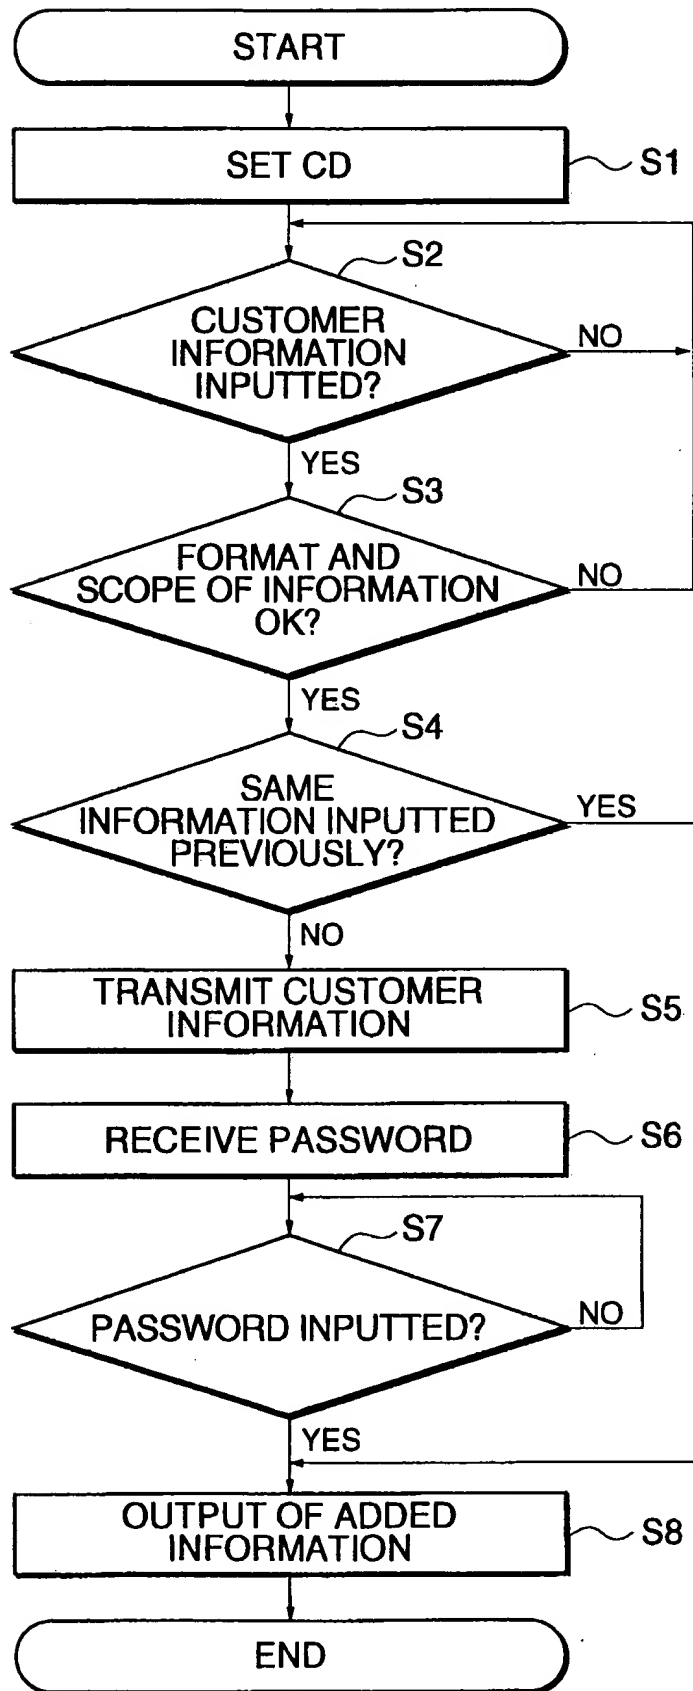 START
SET CD
S1
S2
CUSTOMER
INFORMATION
INPUTTED?
NO
YES
S3
FORMAT AND
SCOPE OF INFORMATION
OK?
NO
YES
S4
SAME
INFORMATION INPUTTED
PREVIOUSLY?
YES
NO
TRANSMIT CUSTOMER
INFORMATION
S5
RECEIVE PASSWORD
S6
S7
PASSWORD INPUTTED?
NO
YES
OUTPUT OF ADDED
INFORMATION
S8
END